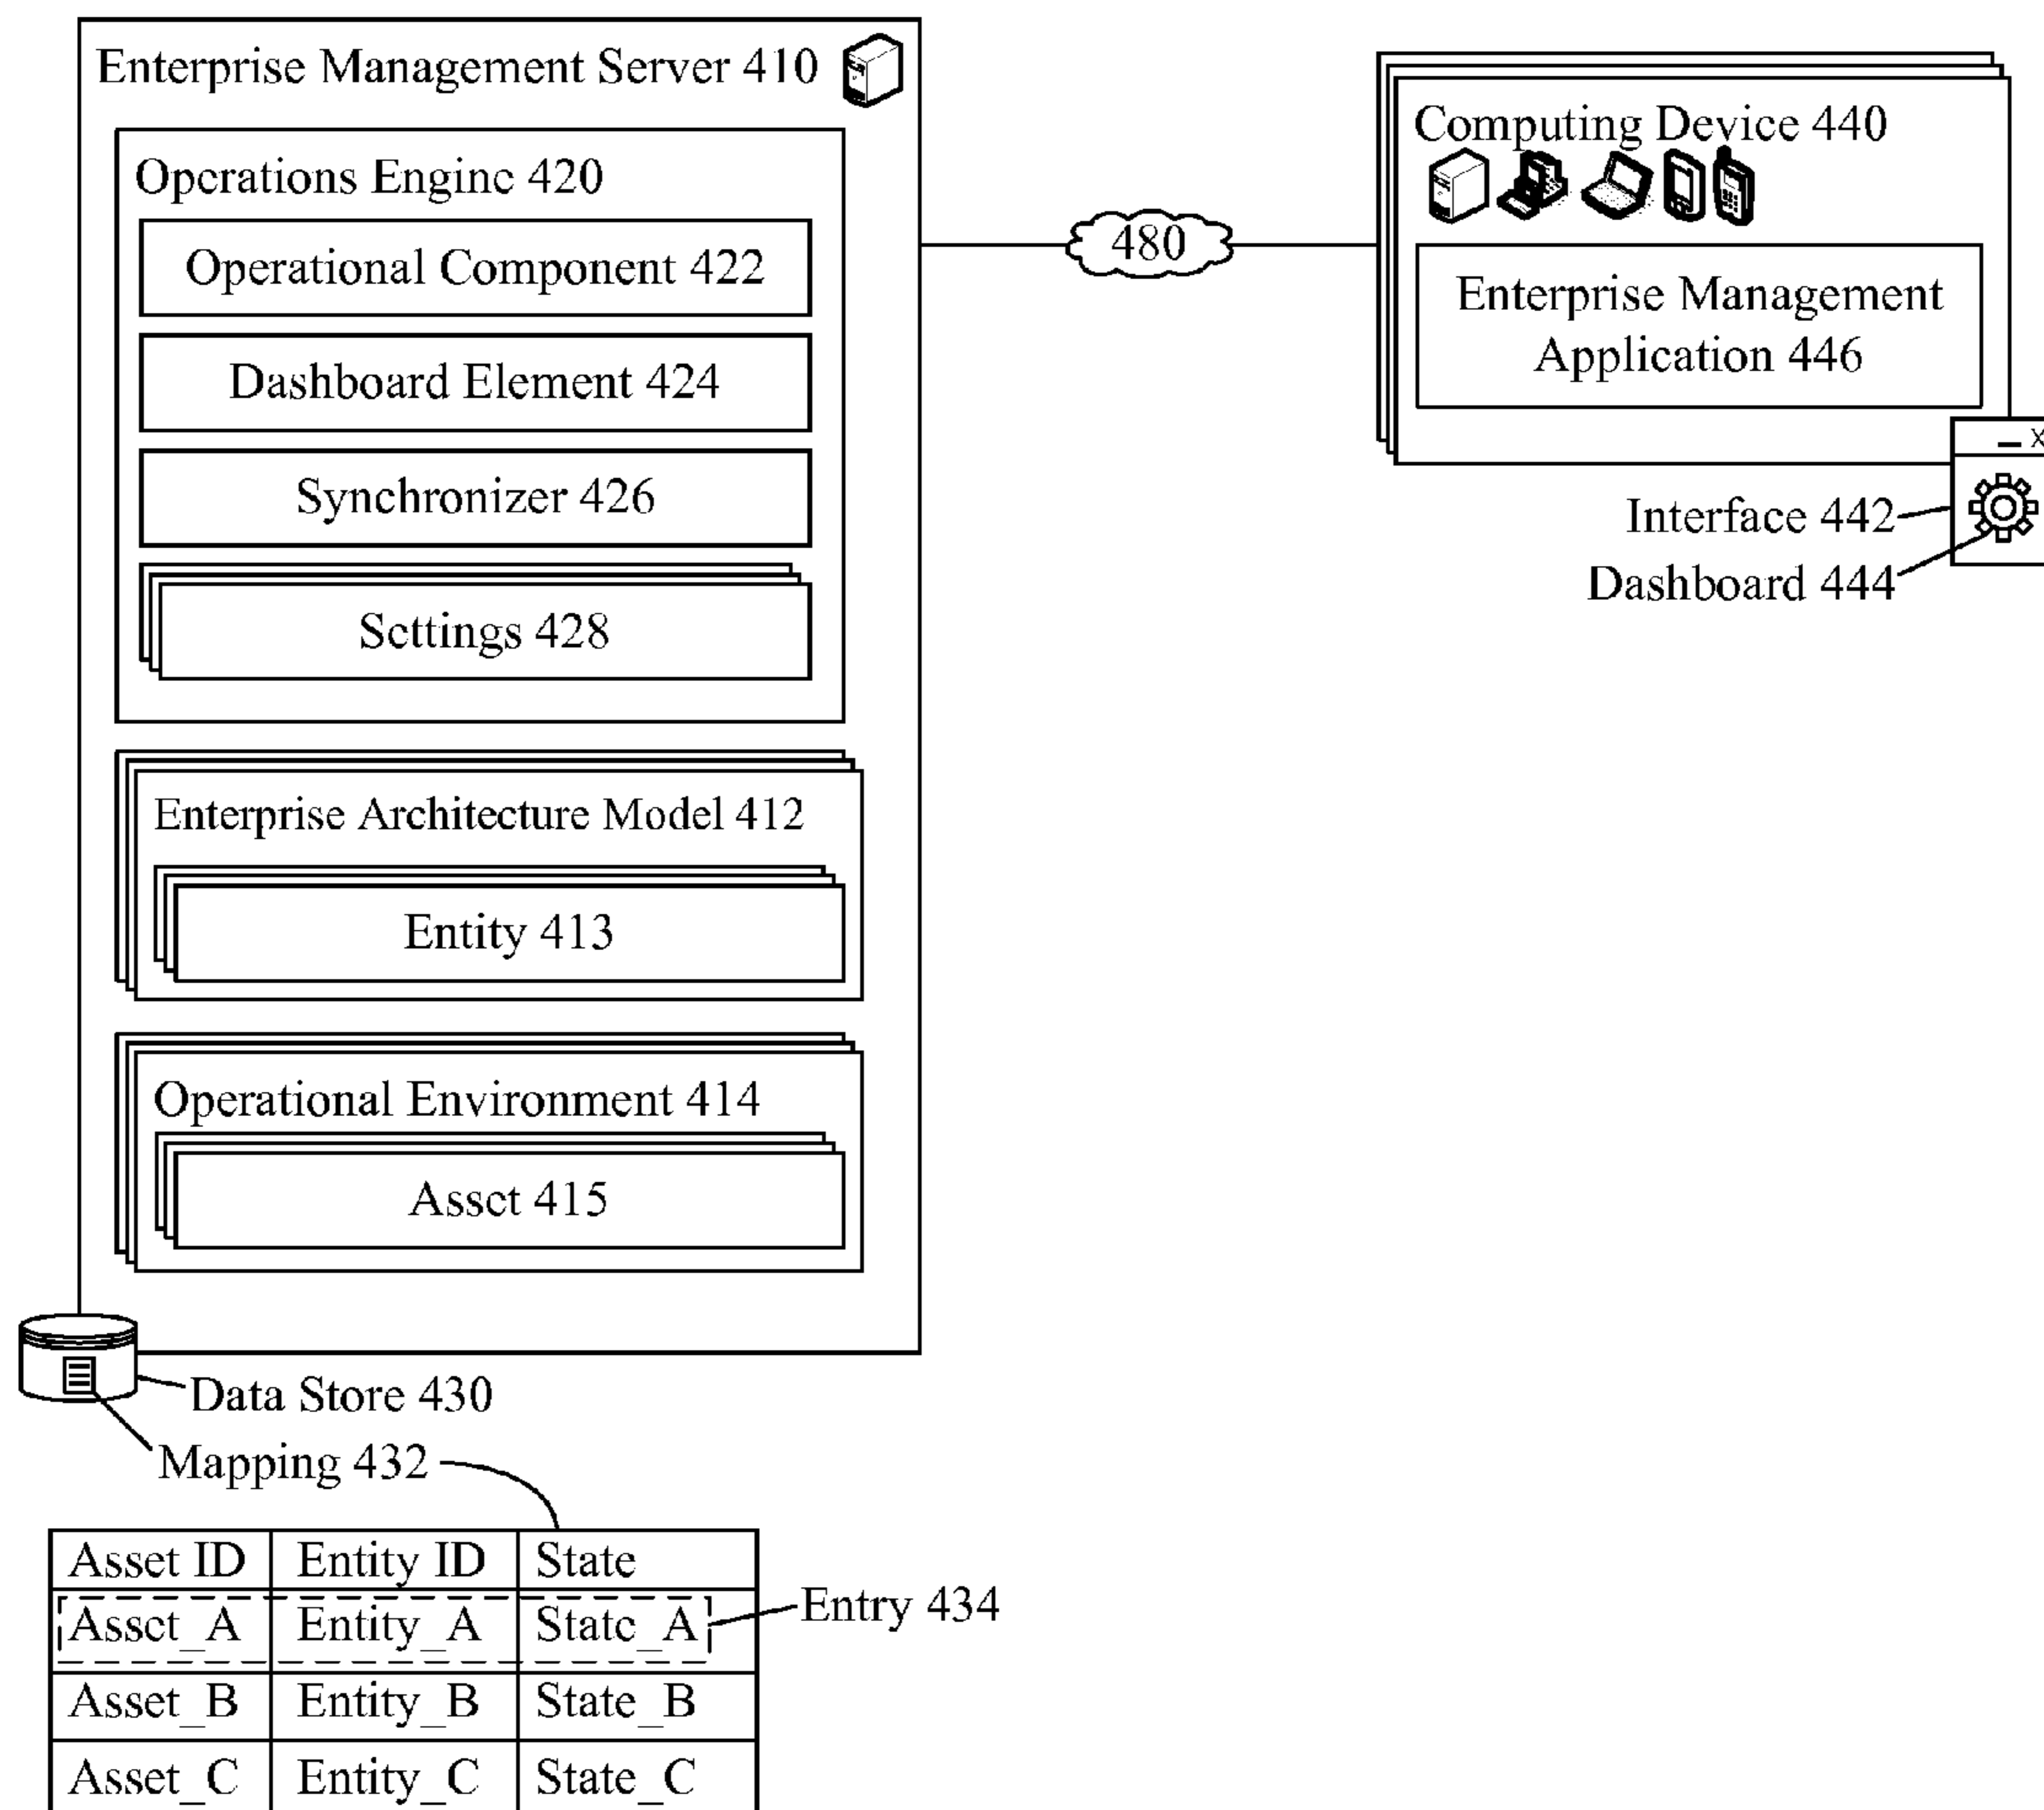 Enterprise Management Server 410
Operations Engine 420
Operational Component 422
Dashboard Element 424
Synchronizer 426
Settings 428
Enterprise Architecture Model 412
Entity 413
Operational Environment 414
Asset 415
Data Store 430
Mapping 432
Asset ID Entity ID State
Asset_A Entity_A State_A
Entry 434
Asset_B Entity_B State_B
Asset_C Entity_C State_C
480
Computing Device 440
Enterprise Management
Application 446
_ x
Interface 442
Dashboard 444